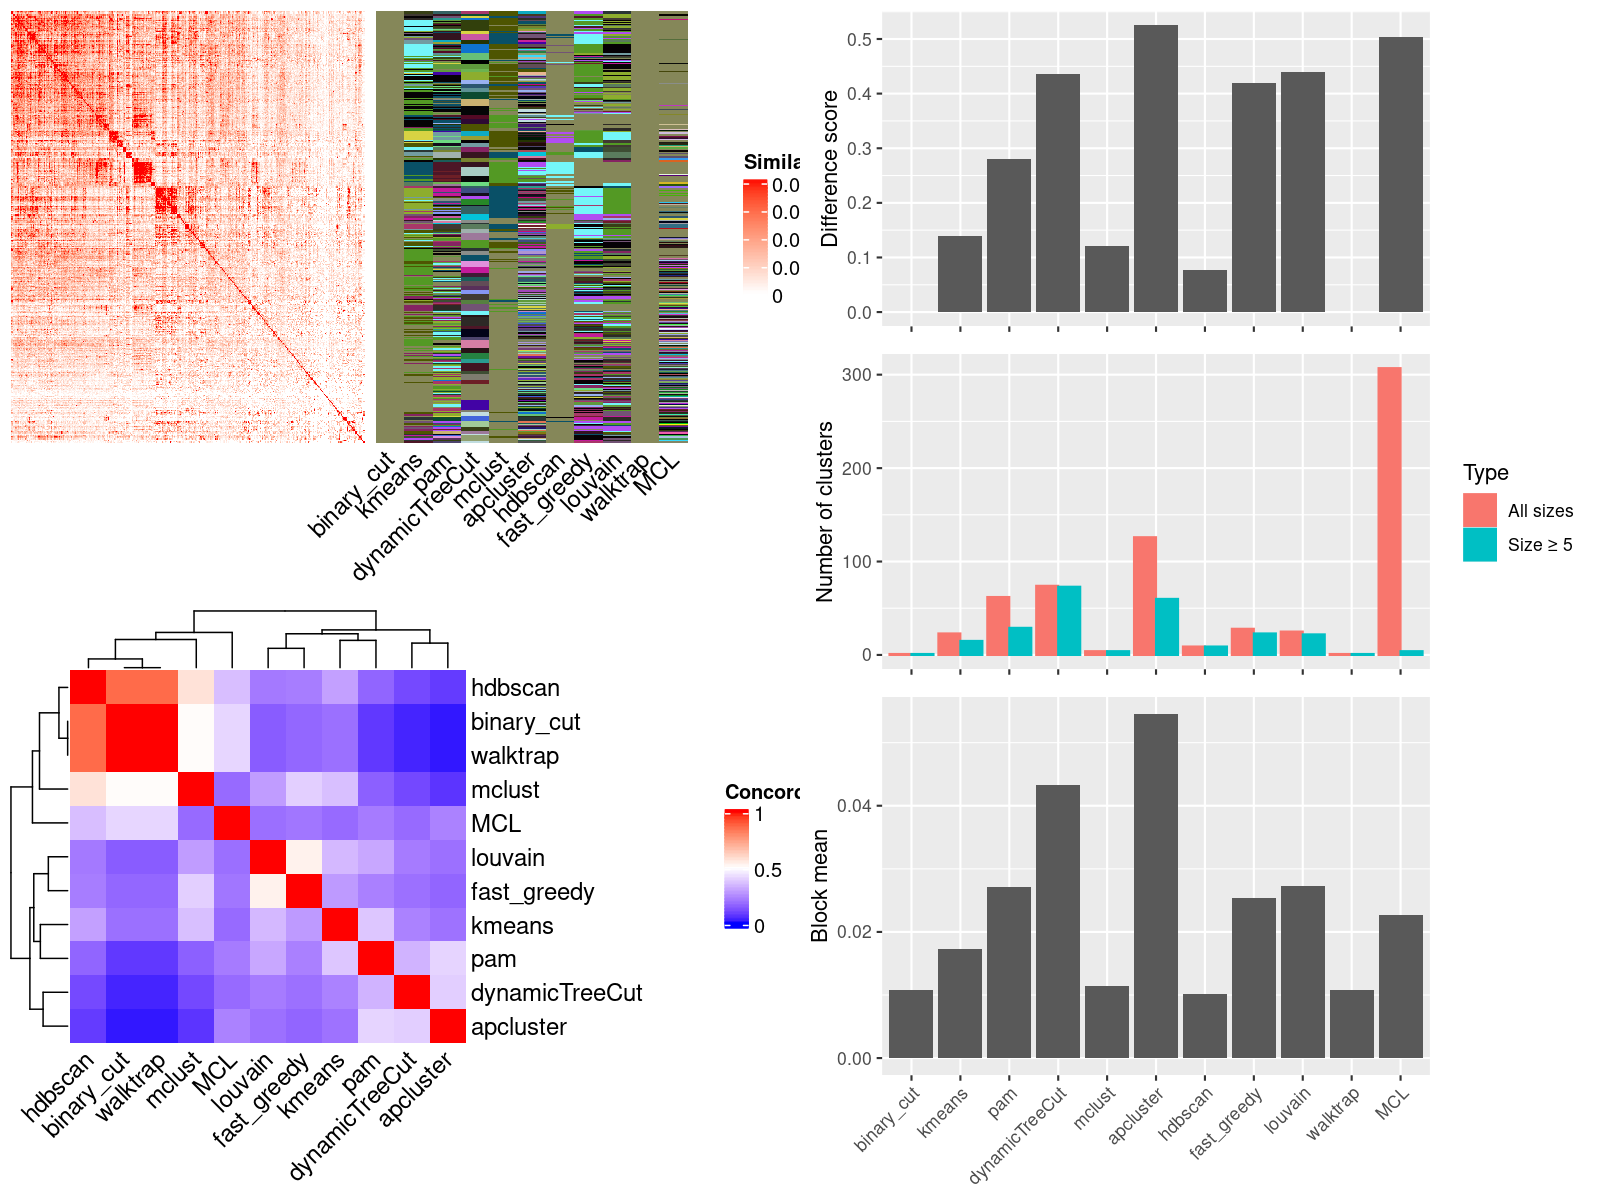 Simila
0.0
0.0
0.0
0.0
0
binary_cut
kmeans
pam
dynamicTreeCut
mclust
apcluster
hdbscan
fast_greedy
louvain
walktrap
MCL
hdbscan
binary_cut
walktrap
mclust
MCL
louvain
fast_greedy
kmeans
pam
dynamicTreeCut
apcluster
hdbscan
binary_cut
walktrap
mclust
MCL
louvain
fast_greedy
kmeans
pam
dynamicTreeCut
apcluster
Concord
1
0.5
0
Difference score
0.5
0.4
0.3
0.2
0.1
0.0
Number of clusters
300
200
100
0
Type
All sizes
Size ≥ 5
Block mean
0.04
0.02
0.00
binary_cut
kmeans
pam
dynamicTreeCut
mclust
apcluster
hdbscan
fast_greedy
louvain
walktrap
MCL